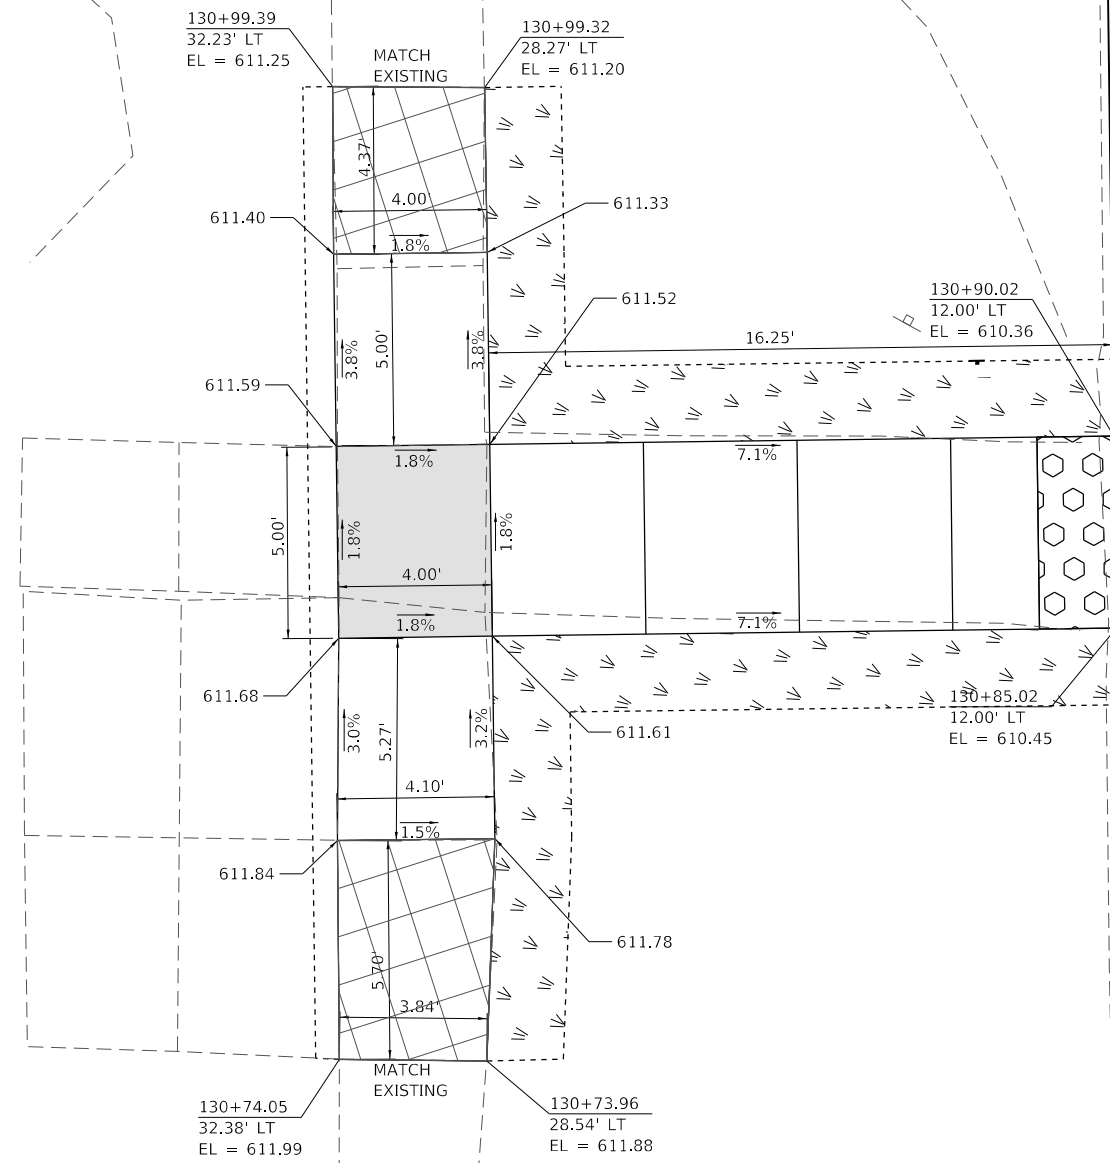 130+99.39
32.23' LT
EL = 611.25
MATCH
EXISTING
130+99.32
28.27' LT
EL = 611.20
4.37'
4.00'
611.40
611.33
1.8%
611.52
130+90.02
12.00' LT
EL = 610.36
16.25'
3.8%
5.00'
3.8%
611.59
1.8%
7.1%
5.00'
1.8%
1.8%
4.00'
1.8%
7.1%
611.68
611.61
130+85.02
12.00' LT
EL = 610.45
3.0%
5.27'
3.2%
4.10'
1.5%
611.84
611.78
5.70'
3.84'
MATCH
EXISTING
130+74.05
32.38' LT
EL = 611.99
130+73.96
28.54' LT
EL = 611.88